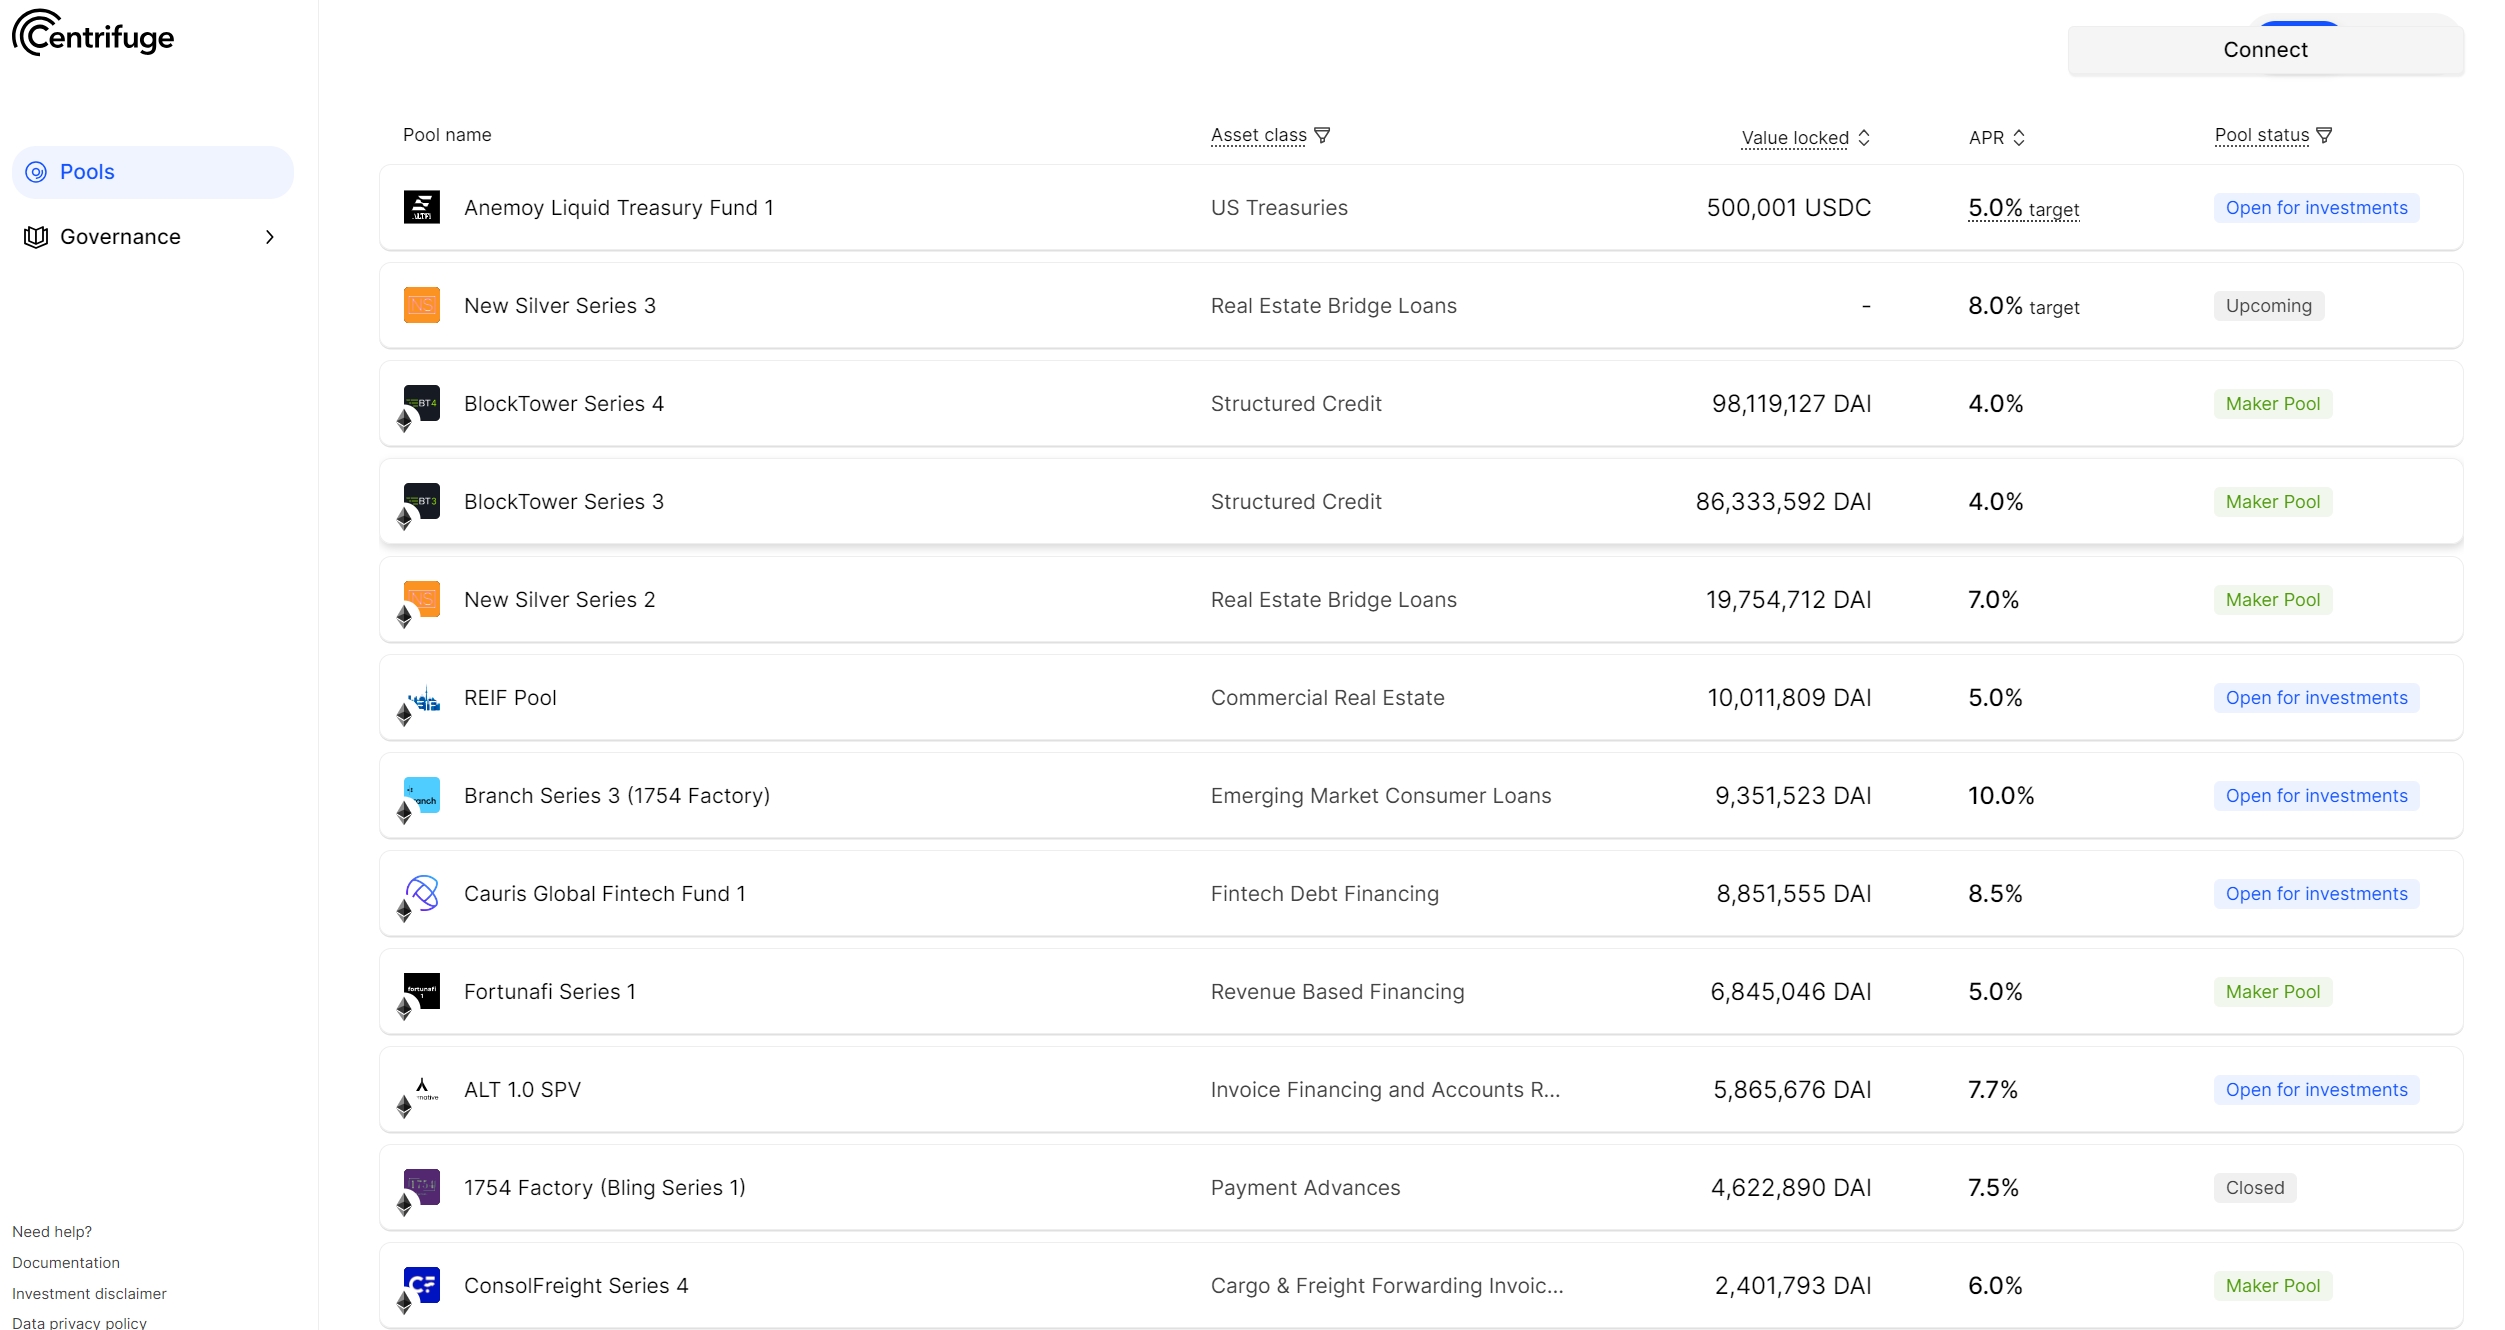 Centrifuge
Connect
Pools
Governance
Pool name Asset class Value locked APR Pool status
Anemoy Liquid Treasury Fund 1 US Treasuries 500,001 USDC 5.0% target Open for investments
NS New Silver Series 3 Real Estate Bridge Loans - 8.0% target Upcoming
BT4 BlockTower Series 4 Structured Credit 98,119,127 DAI 4.0% Maker Pool
BT3 BlockTower Series 3 Structured Credit 86,333,592 DAI 4.0% Maker Pool
NS New Silver Series 2 Real Estate Bridge Loans 19,754,712 DAI 7.0% Maker Pool
REIF Pool Commercial Real Estate 10,011,809 DAI 5.0% Open for investments
Branch Series 3 (1754 Factory) Emerging Market Consumer Loans 9,351,523 DAI 10.0% Open for investments
Cauris Global Fintech Fund 1 Fintech Debt Financing 8,851,555 DAI 8.5% Open for investments
fortunafi 1 Fortunafi Series 1 Revenue Based Financing 6,845,046 DAI 5.0% Maker Pool
ALT 1.0 SPV Invoice Financing and Accounts R... 5,865,676 DAI 7.7% Open for investments
1754 Factory (Bling Series 1) Payment Advances 4,622,890 DAI 7.5% Closed
CF ConsolFreight Series 4 Cargo & Freight Forwarding Invoic... 2,401,793 DAI 6.0% Maker Pool
Need help?
Documentation
Investment disclaimer
Data privacy policy